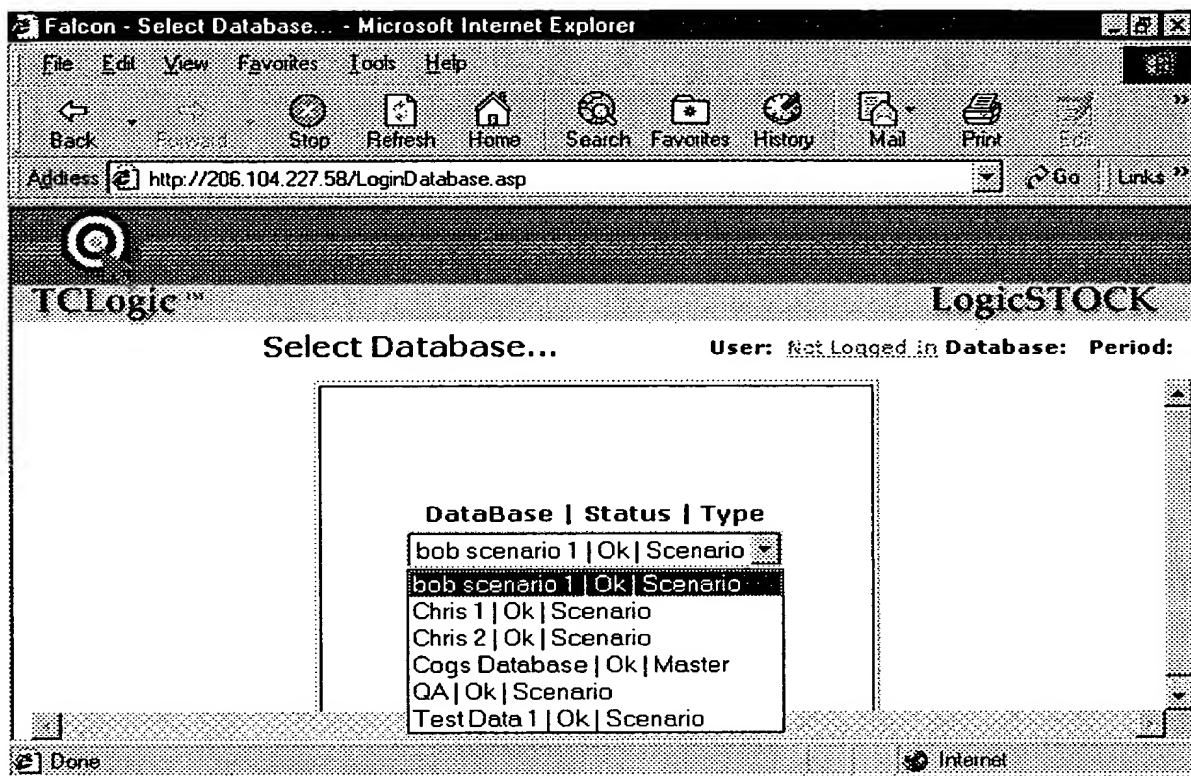 Falcon - Select Database... - Microsoft Internet Explorer
File Edit View Favorites Tools Help
Back Forward Stop Refresh Home Search Favorites History Mail Print Edit
Address http://206.104.227.58/LoginDatabase.asp Go Links »
TCLogic™ LogicSTOCK
Select Database... User: Not Logged in Database: Period:
DataBase | Status | Type
bob scenario 1 | Ok | Scenario
bob scenario 1 | Ok | Scenario
Chris 1 | Ok | Scenario
Chris 2 | Ok | Scenario
Cogs Database | Ok | Master
QA | Ok | Scenario
Test Data 1 | Ok | Scenario
Done Internet